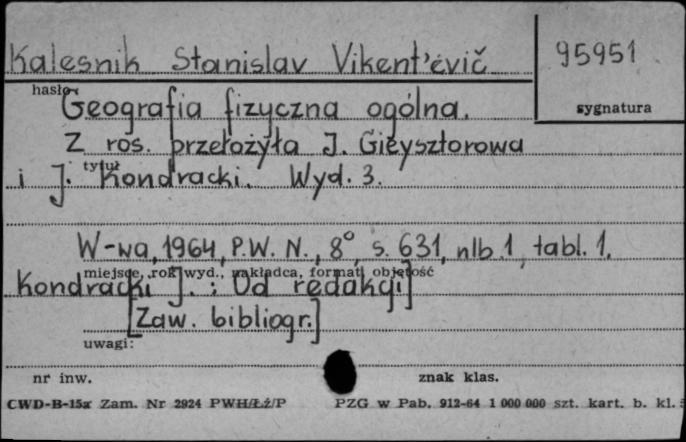 Kalesnik Stanislav Vikent'evič 95951
hasło: sygnatura
Geografia fizyczna ogólna.
Z ros. przełożyła J. Gieysztorowa
tytuł
i J. Kondracki. Wyd. 3.
W-wa, 1964, P.W.N., 8°, s. 631, nlb. 1, tabl. 1.
miejsce, rok wyd., nakładca, format, objętość
Kondracki J. : Od redakcji]
[Zaw. bibliogr.]
uwagi:
nr inw. znak klas.
CWD-B-15a Zam. Nr 2924 PWH/Łż/P PZG w Pab. 912-64 1 000 000 szt. kart. b. kl.